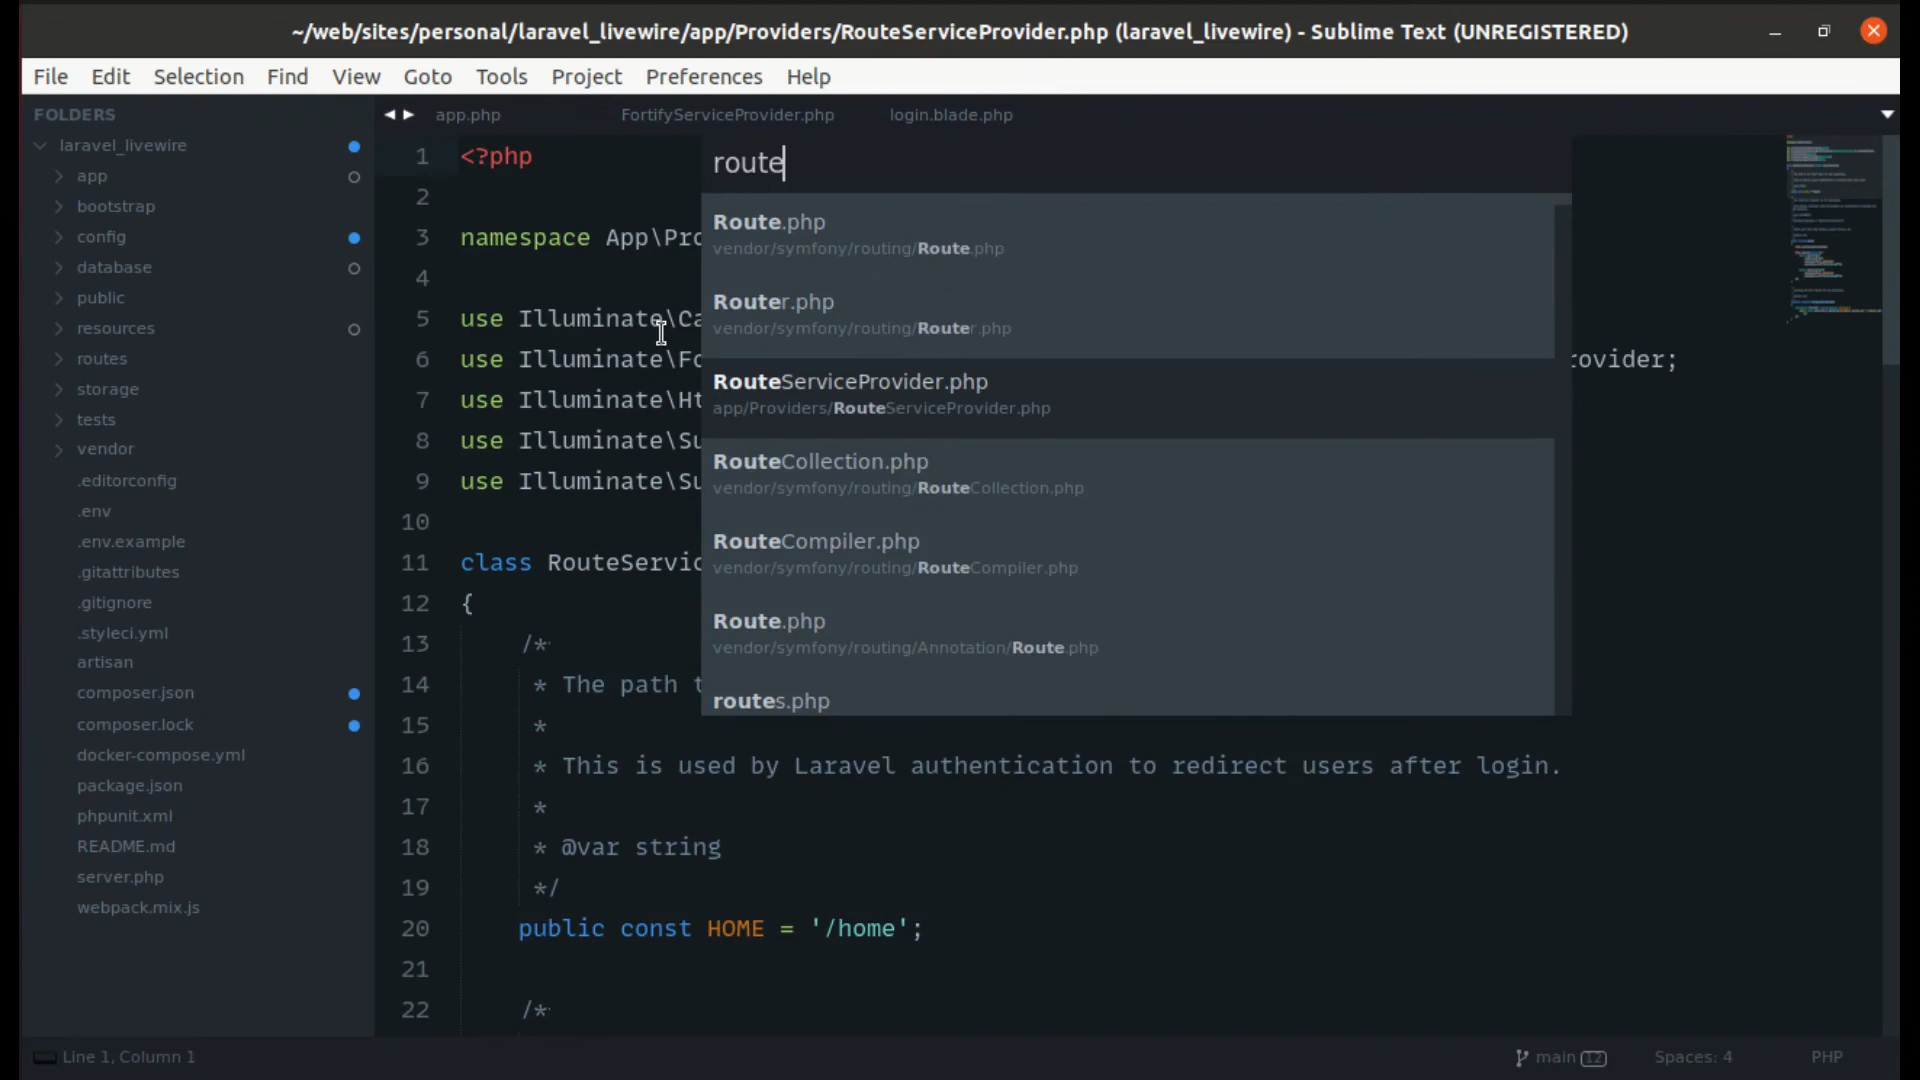 ~/web/sites/personal/laravel_livewire/app/Providers/RouteServiceProvider.php (laravel_livewire) - Sublime Text (UNREGISTERED)
File Edit Selection Find View Goto Tools Project Preferences Help
FOLDERS
laravel_livewire
app
bootstrap
config
database
public
resources
routes
storage
tests
vendor
.editorconfig
.env
.env.example
.gitattributes
.gitignore
.styleci.yml
artisan
composer.json
composer.lock
docker-compose.yml
package.json
phpunit.xml
README.md
server.php
webpack.mix.js
app.php FortifyServiceProvider.php login.blade.php
route
Route.php
vendor/symfony/routing/Route.php
Router.php
vendor/symfony/routing/Router.php
RouteServiceProvider.php
app/Providers/RouteServiceProvider.php
RouteCollection.php
vendor/symfony/routing/RouteCollection.php
RouteCompiler.php
vendor/symfony/routing/RouteCompiler.php
Route.php
vendor/symfony/routing/Annotation/Route.php
routes.php
1 <?php
2
3 namespace App\Pro
4
5 use Illuminate\Ca
6 use Illuminate\Fo rovider;
7 use Illuminate\Ht
8 use Illuminate\Su
9 use Illuminate\Su
10
11 class RouteServic
12 {
13 /*
14 * The path t
15 *
16 * This is used by Laravel authentication to redirect users after login.
17 *
18 * @var string
19 */
20 public const HOME = '/home';
21
22 /*
Line 1, Column 1 main 12 Spaces: 4 PHP